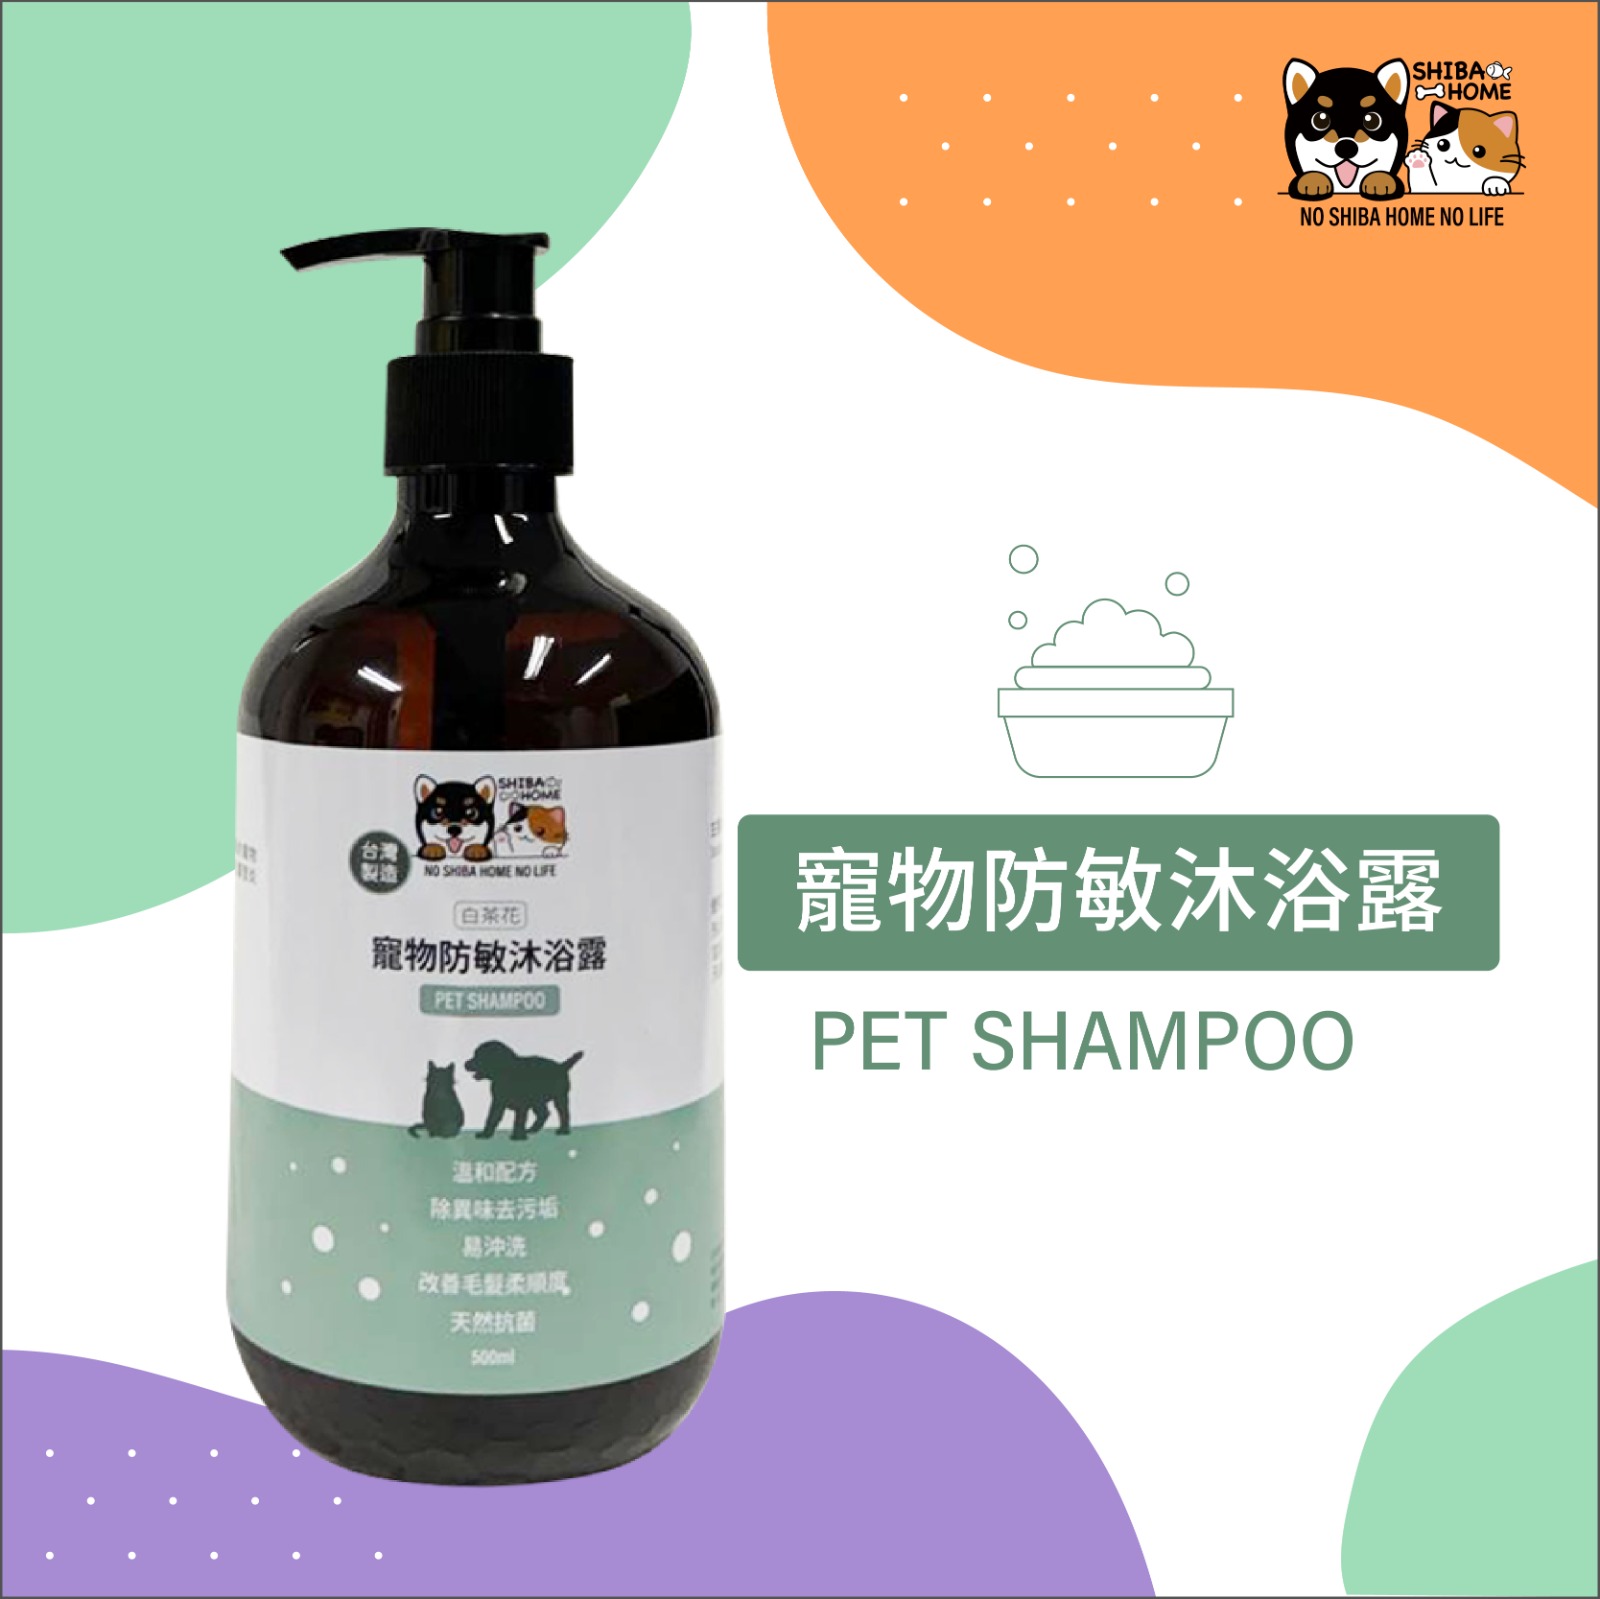 SHIBA
HOME
NO SHIBA HOME NO LIFE
SHIBA
HOME
台灣
製造
NO SHIBA HOME NO LIFE
白茶花
寵物防敏沐浴露
PET SHAMPOO
溫和配方
除異味去污垢
易沖洗
改善毛髮柔順度
天然抗菌
500ml
寵物防敏沐浴露
PET SHAMPOO